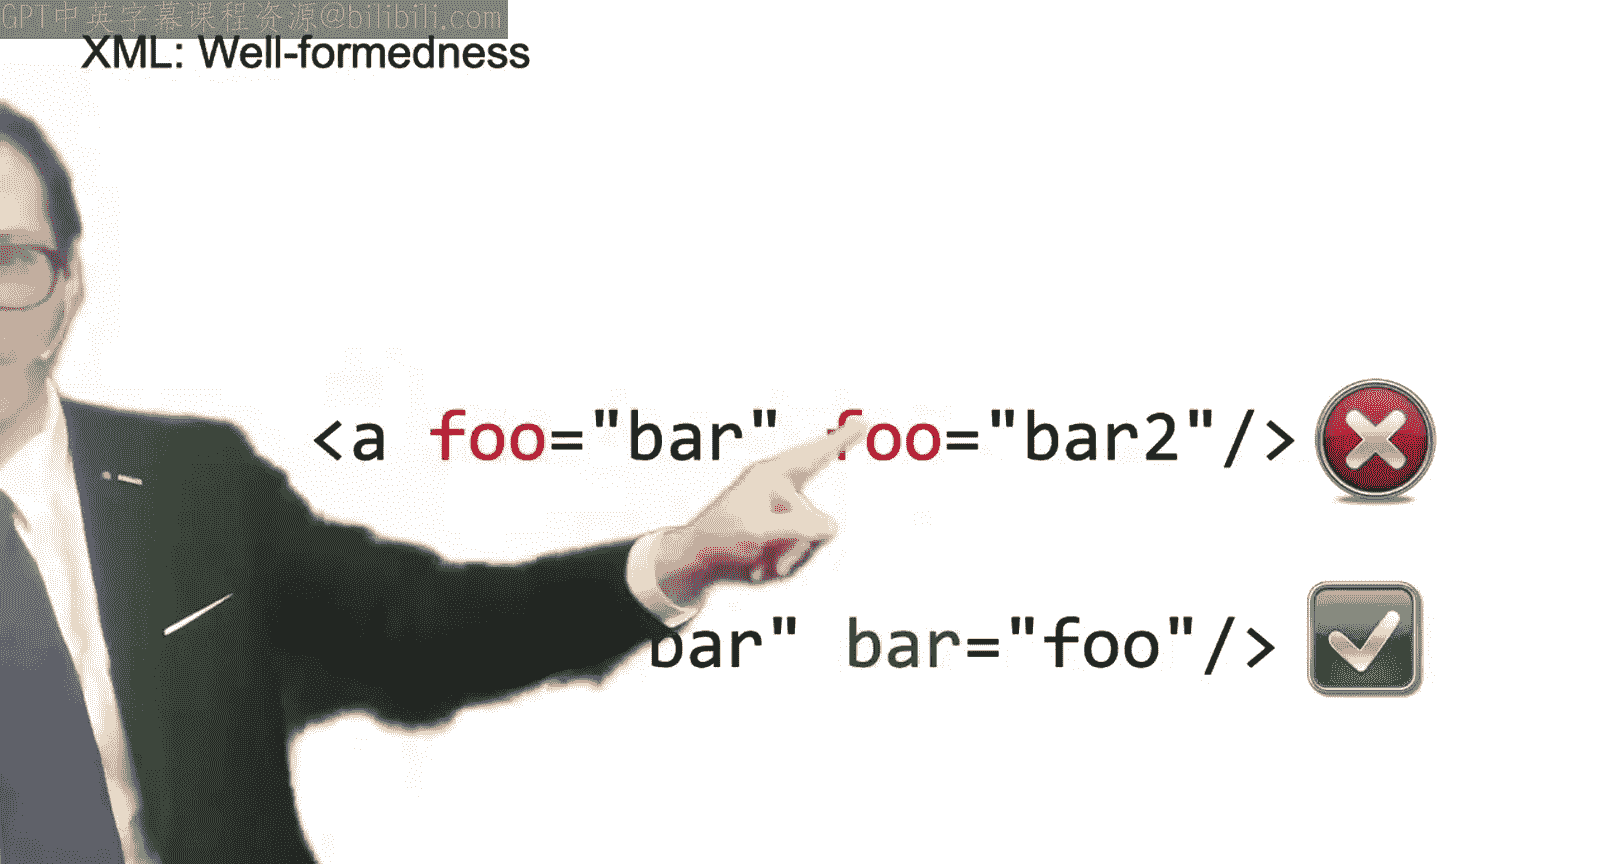 GPT中英字幕课程资源@bilibili.com
XML: Well-formedness
<a foo="bar" foo="bar2"/>
bar" bar="foo"/>